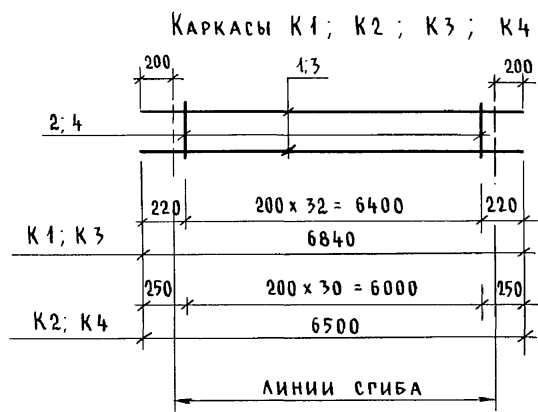 КАРКАСЫ К1; К2; К3; К4
200 1;3 200
2;4
220 200 x 32 = 6400 220
К1; К3 6840
250 200 x 30 = 6000 250
К2; К4 6500
ЛИНИИ СГИБА